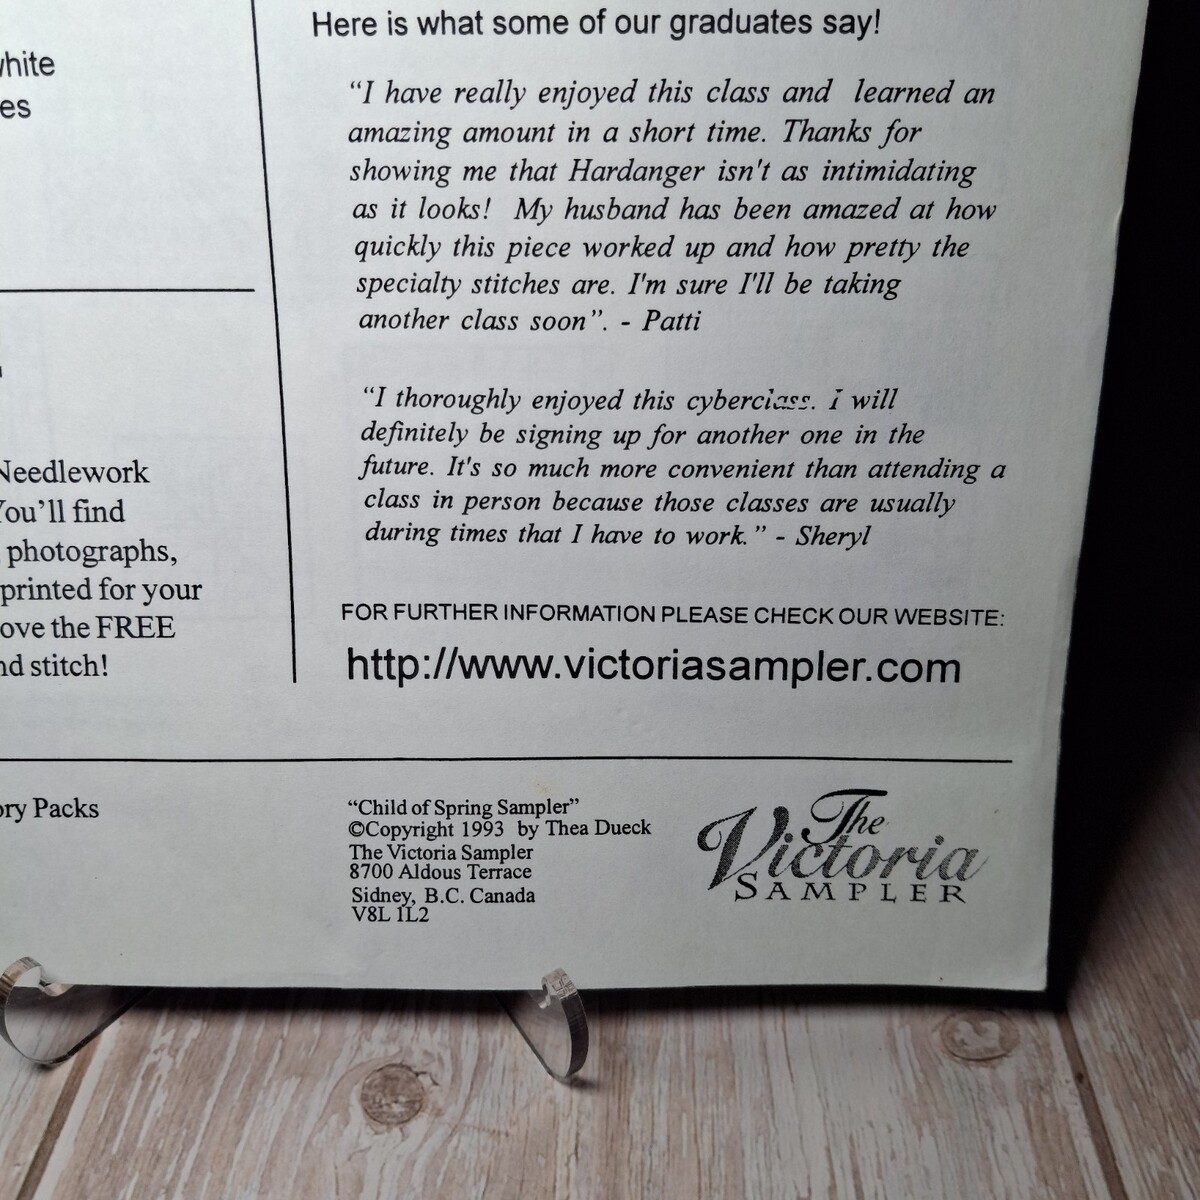 white
es
Needlework
You'll find
photographs,
printed for your
ove the FREE
nd stitch!
Here is what some of our graduates say!
“I have really enjoyed this class and learned an
amazing amount in a short time. Thanks for
showing me that Hardanger isn't as intimidating
as it looks! My husband has been amazed at how
quickly this piece worked up and how pretty the
specialty stitches are. I'm sure I'll be taking
another class soon”. - Patti
“I thoroughly enjoyed this cyberclass. I will
definitely be signing up for another one in the
future. It's so much more convenient than attending a
class in person because those classes are usually
during times that I have to work.” - Sheryl
FOR FURTHER INFORMATION PLEASE CHECK OUR WEBSITE:
http://www.victoriasampler.com
ory Packs
“Child of Spring Sampler”
©Copyright 1993 by Thea Dueck
The Victoria Sampler
8700 Aldous Terrace
Sidney, B.C. Canada
V8L 1L2
The
Victoria
SAMPLER